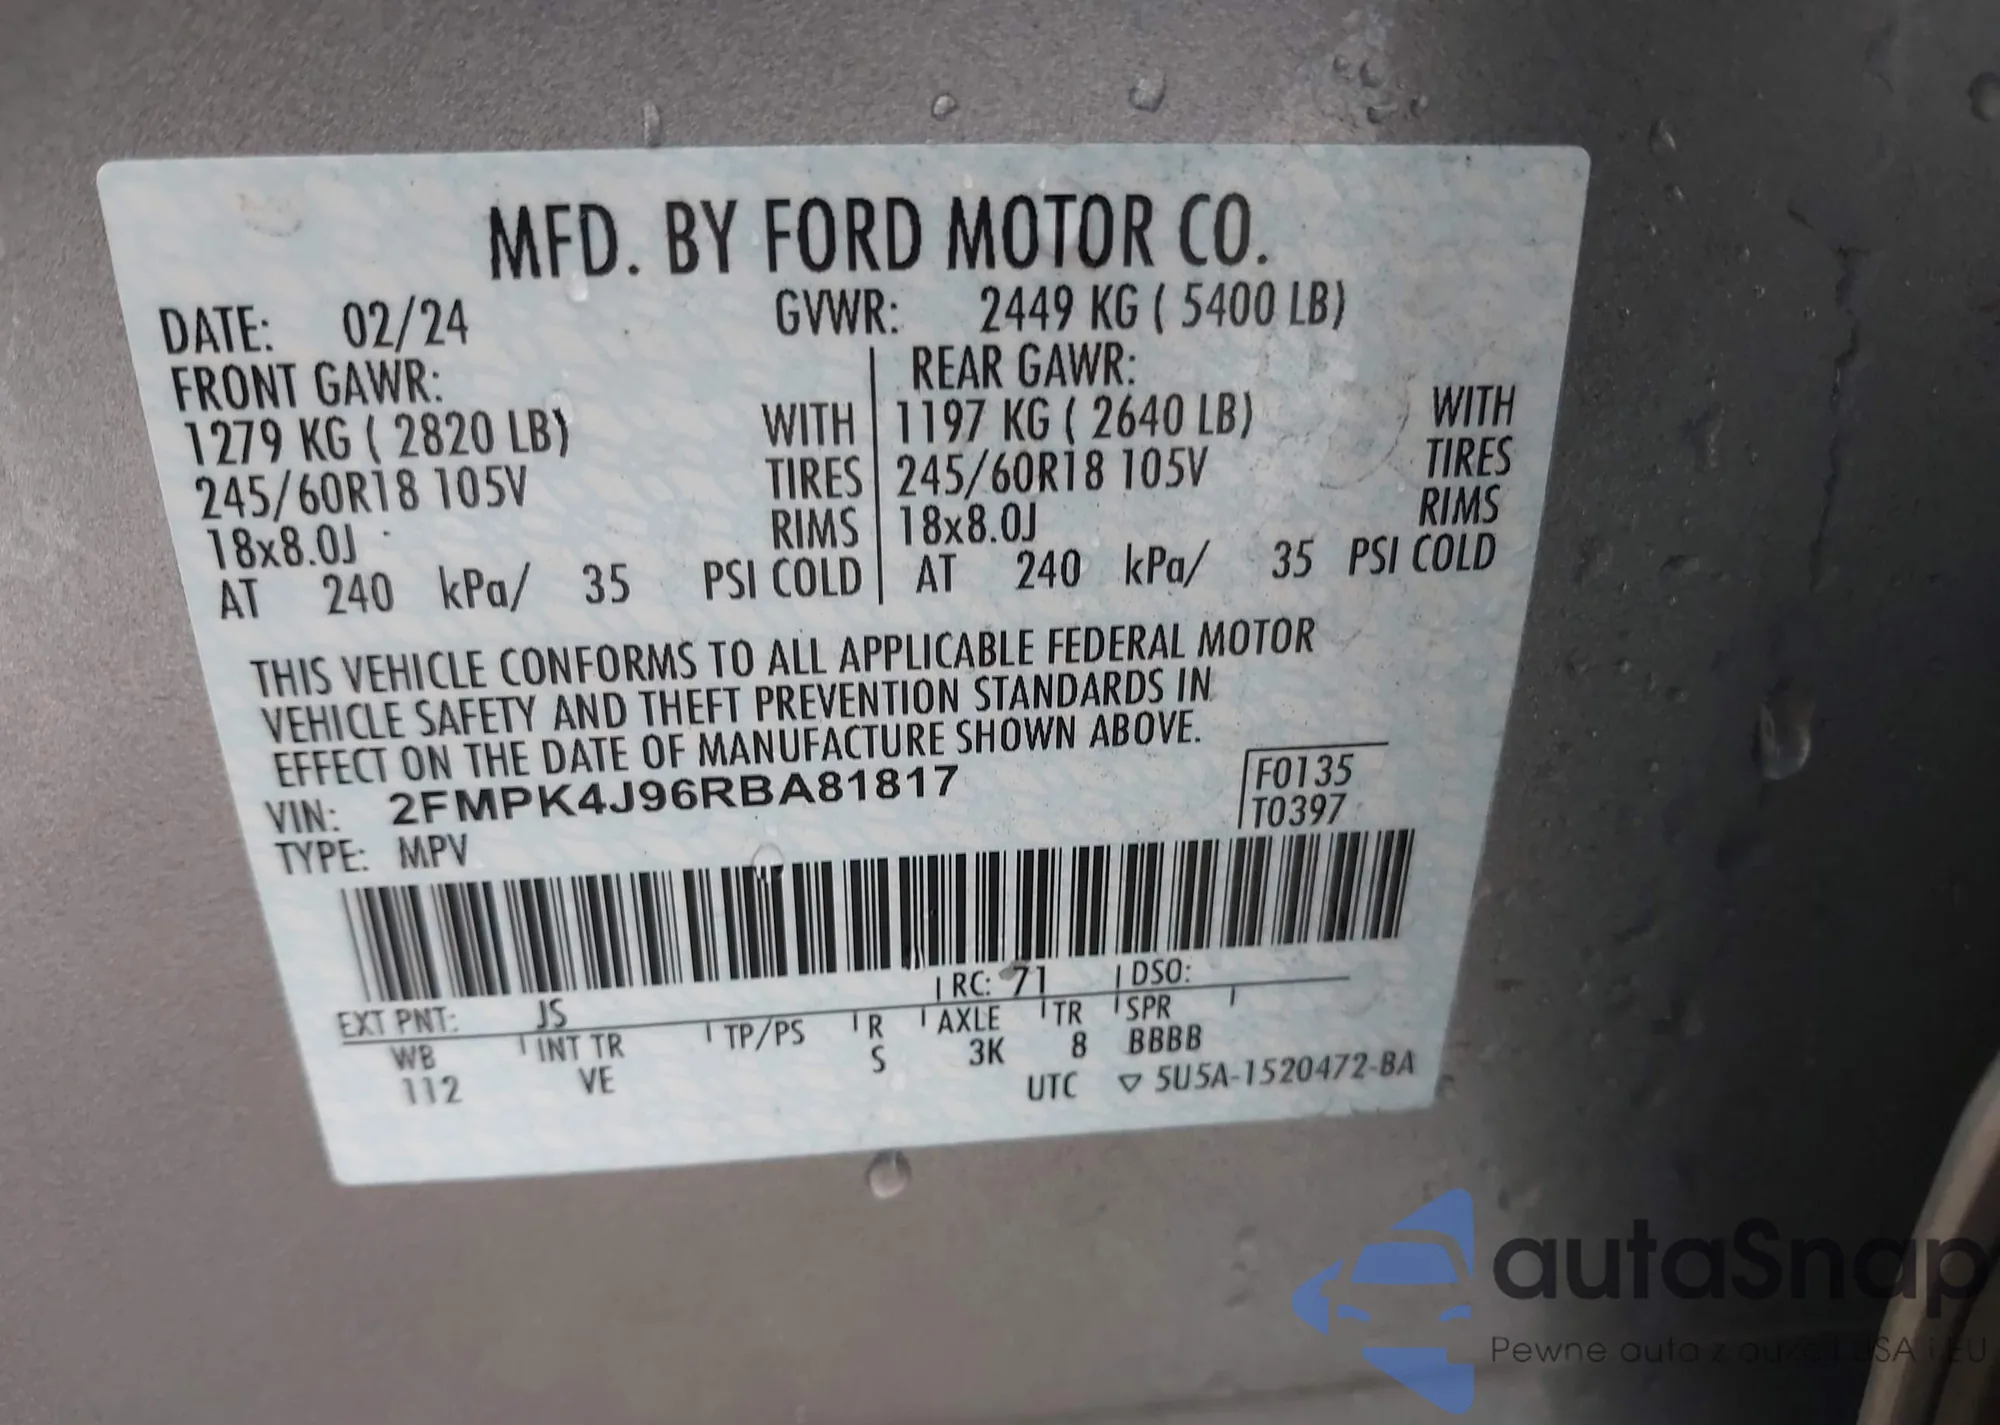 MFD. BY FORD MOTOR CO.
DATE: 02/24 GVWR: 2449 KG ( 5400 LB)
FRONT GAWR: REAR GAWR:
1279 KG ( 2820 LB) WITH 1197 KG ( 2640 LB) WITH
245/60R18 105V TIRES 245/60R18 105V TIRES
18x8.0J RIMS 18x8.0J RIMS
AT 240 kPa/ 35 PSI COLD AT 240 kPa/ 35 PSI COLD
THIS VEHICLE CONFORMS TO ALL APPLICABLE FEDERAL MOTOR
VEHICLE SAFETY AND THEFT PREVENTION STANDARDS IN
EFFECT ON THE DATE OF MANUFACTURE SHOWN ABOVE.
VIN: 2FMPK4J96RBA81817 F0135
TYPE: MPV T0397
EXT PNT: JS RC: 71 DSO:
WB INT TR TP/PS R AXLE TR SPR
112 VE S 3K 8 BBBB
UTC ▽ 5U5A-1520472-BA
autaSnap
Pewne auta z aukcji USA i EU